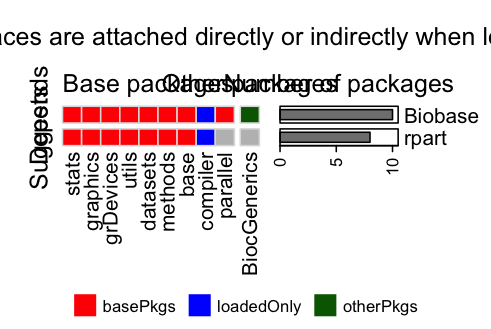 aces are attached directly or indirectly when lo
Base packages
Other packages
Number of packages
Depends
Suggests
Biobase
rpart
stats
graphics
grDevices
utils
datasets
methods
base
compiler
parallel
BiocGenerics
0
5
10
basePkgs
loadedOnly
otherPkgs